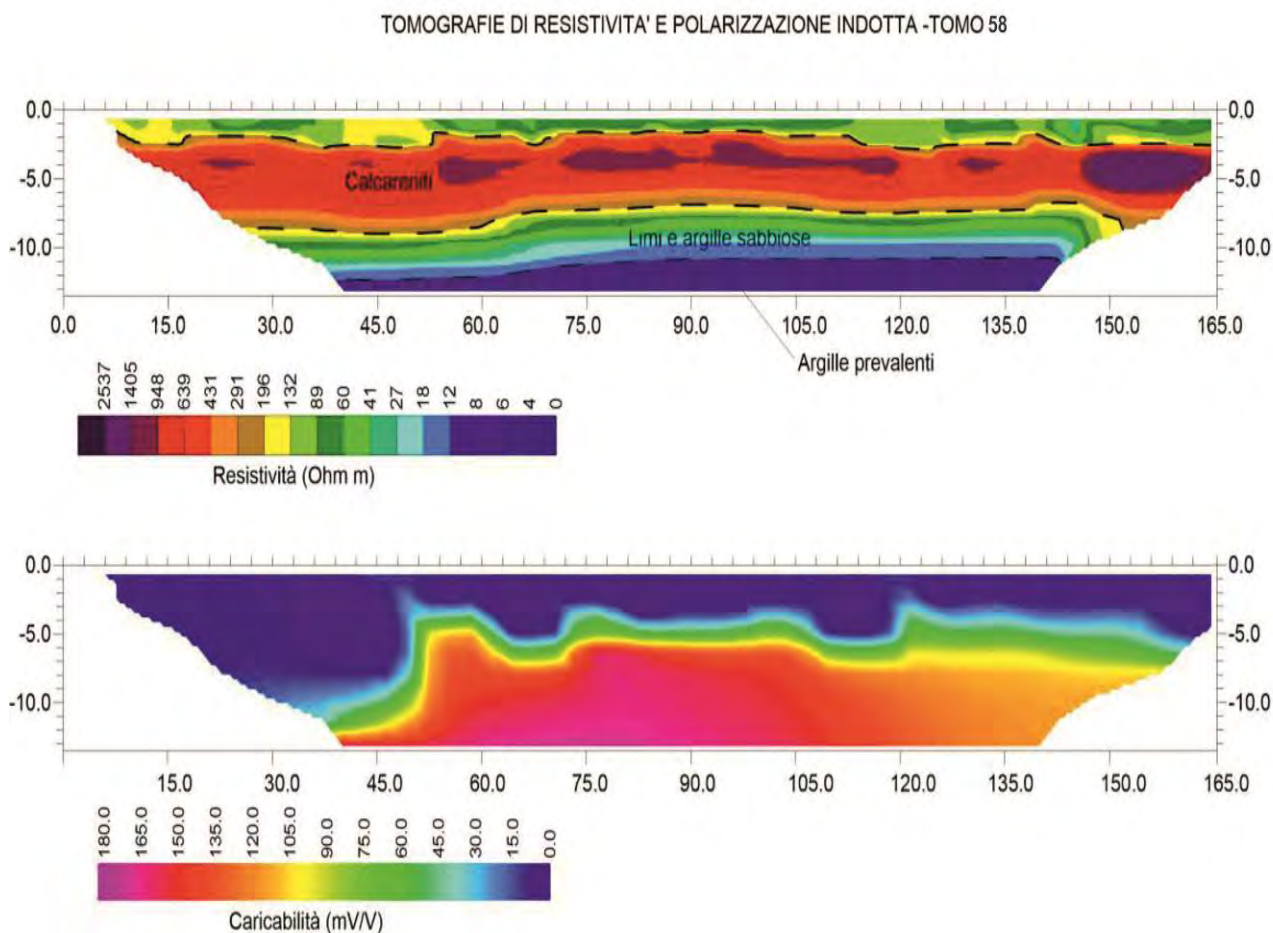 TOMOGRAFIE DI RESISTIVITA' E POLARIZZAZIONE INDOTTA -TOMO 58
0.0 0.0
-5.0 -5.0
-10.0 -10.0
Calcareniti
Limi e argille sabbiose
0.0 15.0 30.0 45.0 60.0 75.0 90.0 105.0 120.0 135.0 150.0 165.0
Argille prevalenti
2537 1405 948 639 431 291 196 132 89 60 41 27 18 12 8 6 4 0
Resistività (Ohm m)
0.0 0.0
-5.0 -5.0
-10.0 -10.0
15.0 30.0 45.0 60.0 75.0 90.0 105.0 120.0 135.0 150.0 165.0
180.0 165.0 150.0 135.0 120.0 105.0 90.0 75.0 60.0 45.0 30.0 15.0 0.0
Caricabilità (mV/V)